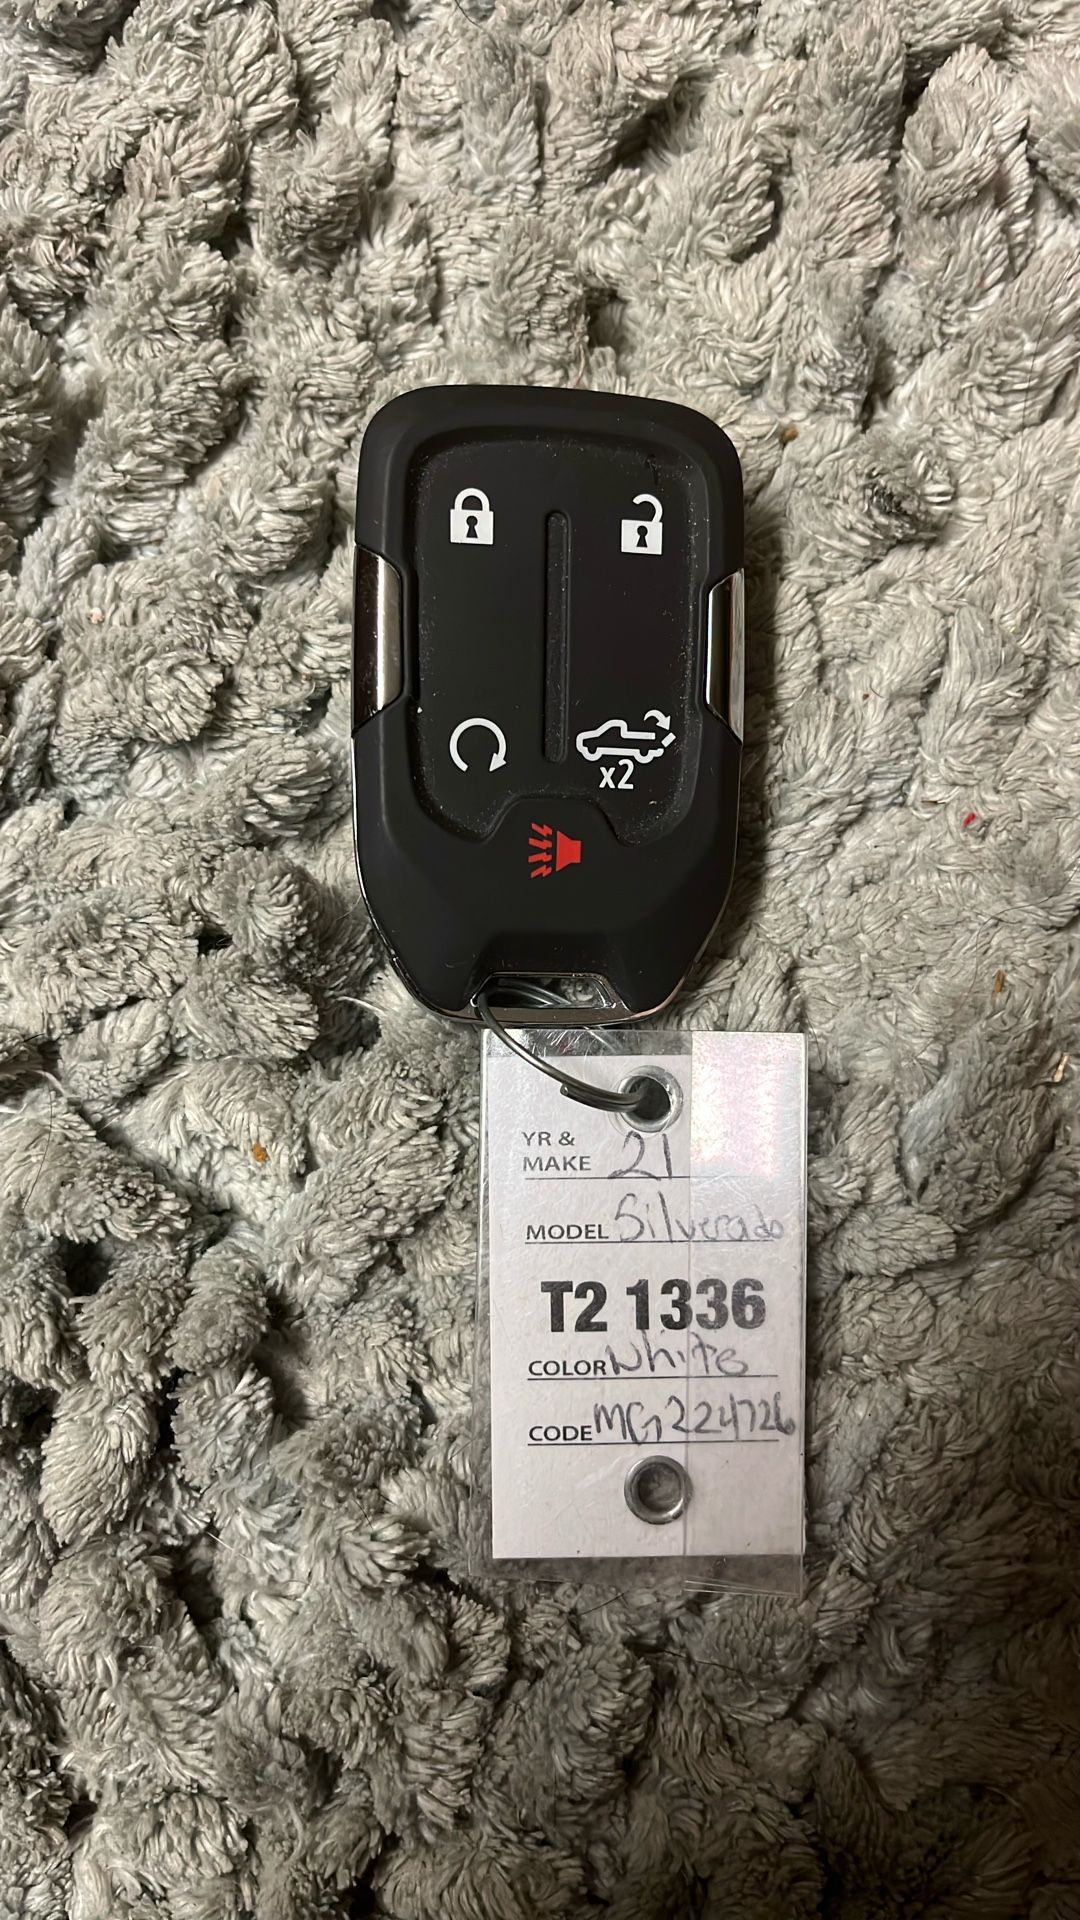 x2
YR &
MAKE 21
MODEL Silverado
T2 1336
COLOR White
CODE MG224726